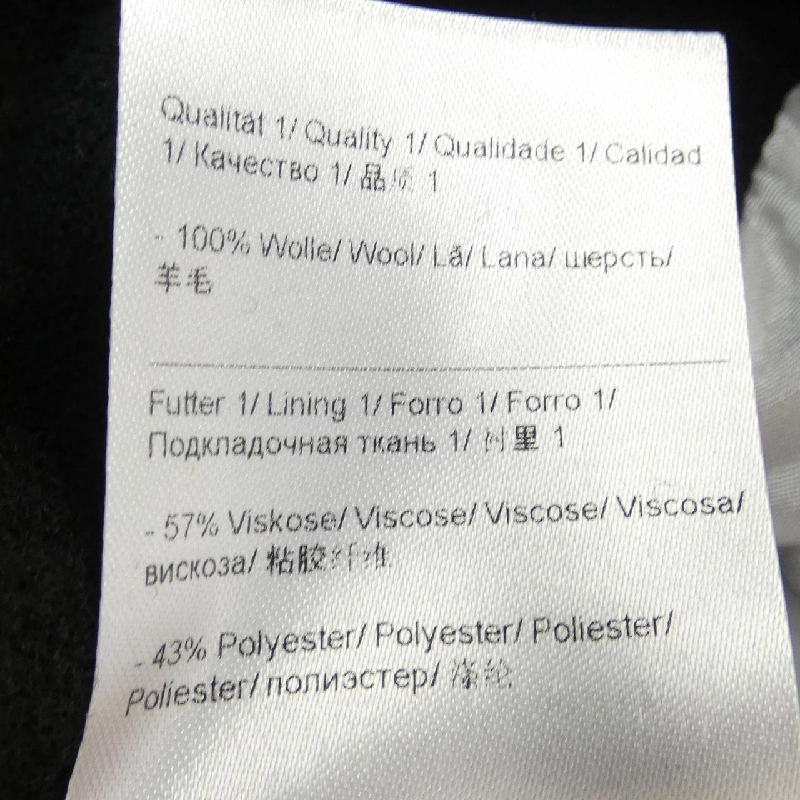 Qualität 1/ Quality 1/ Qualidade 1/ Calidad
1/ Качество 1/ 品质 1
- 100% Wolle/ Wool/ Lã/ Lana/ шерсть/
羊毛
Futter 1/ Lining 1/ Forro 1/ Forro 1/
Подкладочная ткань 1/ 衬里 1
- 57% Viskose/ Viscose/ Viscose/ Viscosa/
вискоза/ 粘胶纤维
- 43% Polyester/ Polyester/ Poliester/
Poliester/ полиэстер/ 涤纶